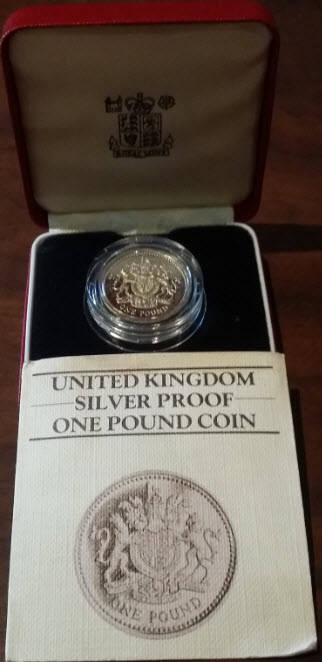 ROYAL MINT
ONE POUND
UNITED KINGDOM
SILVER PROOF
ONE POUND COIN
ONE POUND